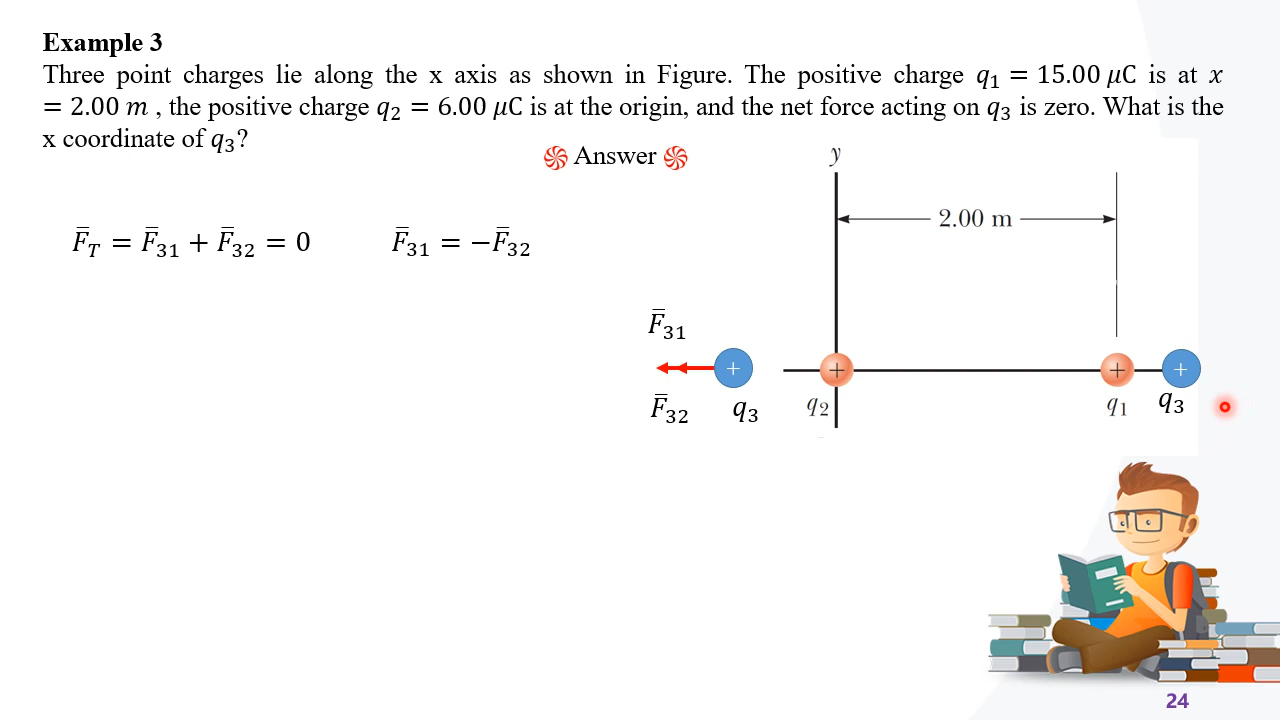 Example 3
Three point charges lie along the x axis as shown in Figure. The positive charge 𝑞₁ = 15.00 𝜇C is at 𝑥
= 2.00 𝑚 , the positive charge 𝑞₂ = 6.00 𝜇C is at the origin, and the net force acting on 𝑞₃ is zero. What is the
x coordinate of 𝑞₃?
Answer
y
2.00 m
F̄_T = F̄₃₁ + F̄₃₂ = 0    F̄₃₁ = −F̄₃₂
F̄₃₁
+ + + +
F̄₃₂ q₃ q₂ q₁ q₃
24